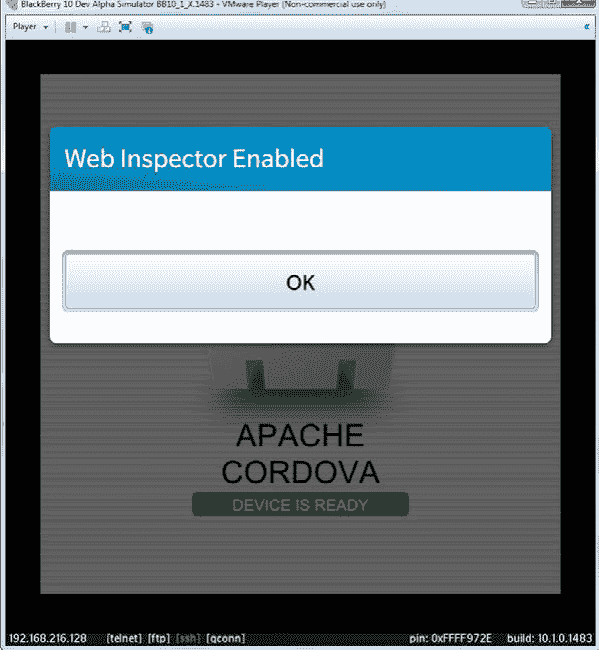 BlackBerry 10 Dev Alpha Simulator BB10_1_X.1483 - VMware Player (Non-commercial use only)
Player
Web Inspector Enabled
OK
APACHE
CORDOVA
DEVICE IS READY
192.168.216.128 [telnet] [ftp] [ssh] [qconn] pin: 0xFFFF972E build: 10.1.0.1483